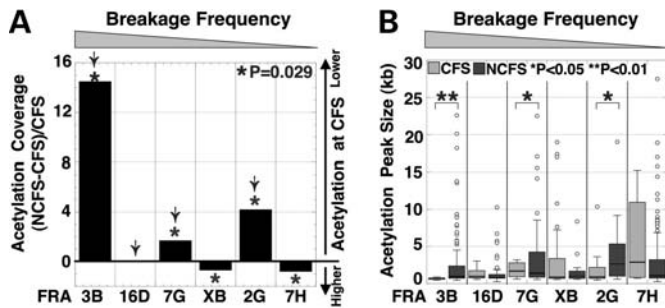 A
Breakage Frequency
Acetylation Coverage
(NCFS-CFS)/CFS
16
12
8
4
0
*P=0.029
Lower
Acetylation at CFS
Higher
FRA 3B 16D 7G XB 2G 7H
B
Breakage Frequency
Acetylation Peak Size (kb)
30
25
20
15
10
5
0
CFS NCFS *P<0.05 **P<0.01
** * *
FRA 3B 16D 7G XB 2G 7H